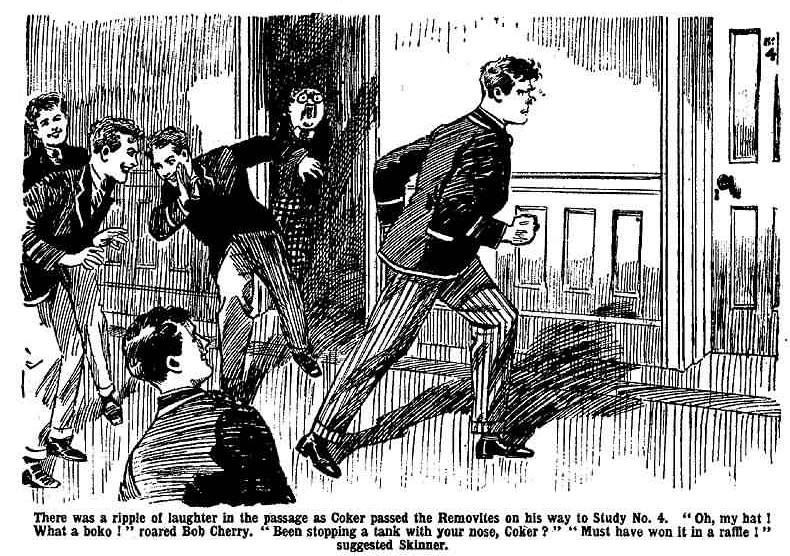 No
4
There was a ripple of laughter in the passage as Coker passed the Removites on his way to Study No. 4. “ Oh, my hat !
What a boko ! ” roared Bob Cherry. “ Been stopping a tank with your nose, Coker ? ” “ Must have won it in a raffle ! ”
suggested Skinner.